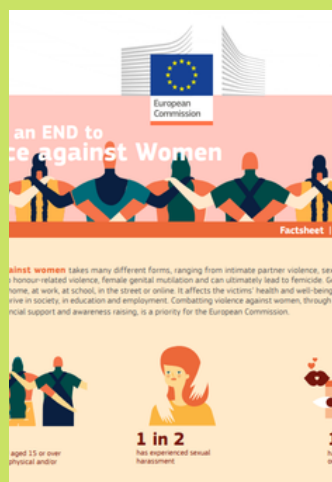 European
Commission
an END to
ce against Women
Factsheet |
ainst women takes many different forms, ranging from intimate partner violence, sex
honour-related violence, female genital mutilation and can ultimately lead to femicide. G
home, at work, at school, in the street or online. It affects the victims' health and well-being
rive in society, in education and employment. Combatting violence against women, through
ncial support and awareness raising, is a priority for the European Commission.
aged 15 or over
physical and/or
1 in 2
has experienced sexual
harassment